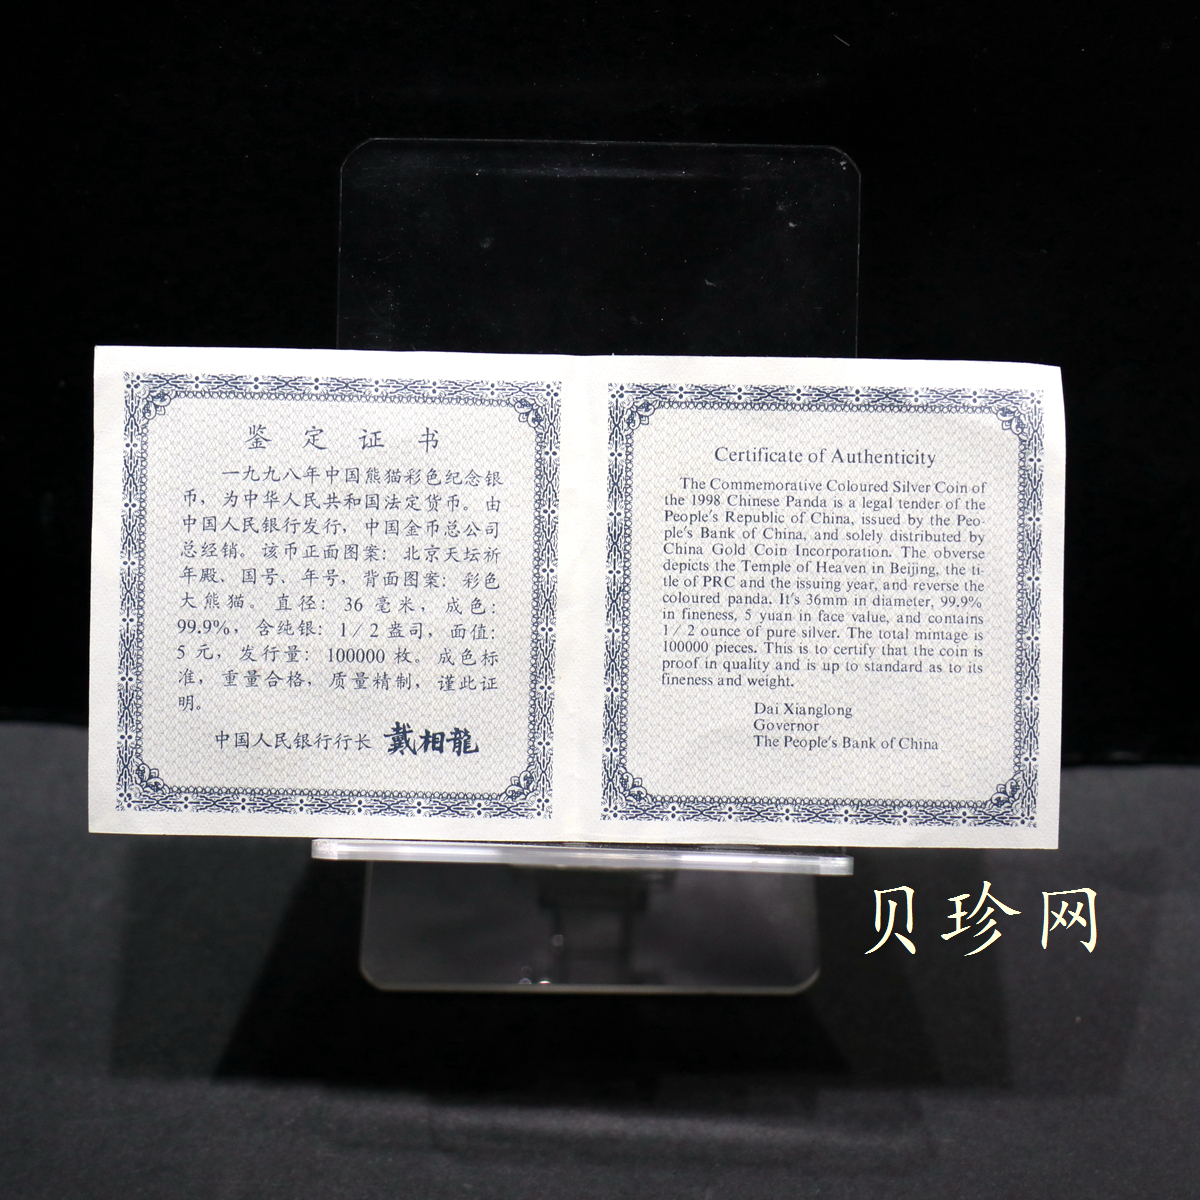 鉴定证书
一九九八年中国熊猫彩色纪念银
币，为中华人民共和国法定货币。由
中国人民银行发行，中国金币总公司
总经销。该币正面图案：北京天坛祈
年殿、国号、年号，背面图案：彩色
大熊猫。直径：36毫米，成色：
99.9%，含纯银：1/2盎司，面值：
5元，发行量：100000枚。成色标
准，重量合格，质量精制，谨此证
明。
中国人民银行行长 戴相龍
Certificate of Authenticity
The Commemorative Coloured Silver Coin of
the 1998 Chinese Panda is a legal tender of the
People's Republic of China, issued by the Peo-
ple's Bank of China, and solely distributed by
China Gold Coin Incorporation. The obverse
depicts the Temple of Heaven in Beijing, the ti-
tle of PRC and the issuing year, and reverse the
coloured panda. It's 36mm in diameter, 99.9%
in fineness, 5 yuan in face value, and contains
1/2 ounce of pure silver. The total mintage is
100000 pieces. This is to certify that the coin is
proof in quality and is up to standard as to its
fineness and weight.
Dai Xianglong
Governor
The People's Bank of China
贝珍网